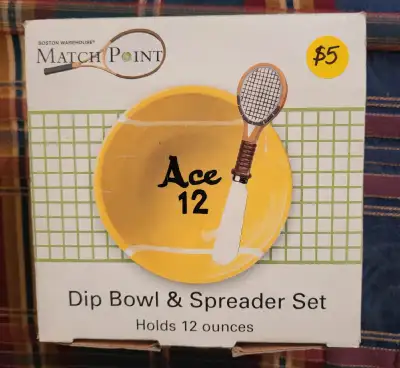 BOSTON WAREHOUSE®
MATCH POINT
$5
Ace
12
Dip Bowl & Spreader Set
Holds 12 ounces